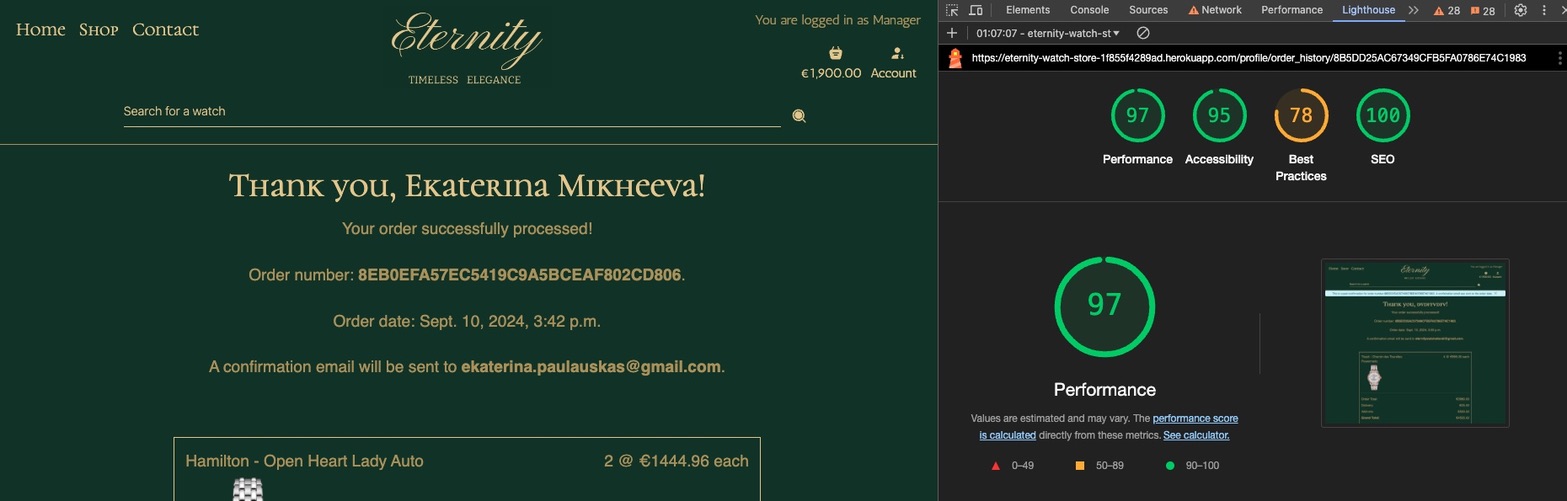 Home Shop Contact
Eternity
TIMELESS ELEGANCE
You are logged in as Manager
€1,900.00 Account
Search for a watch
Thank you, Ekaterina Mikheeva!
Your order successfully processed!
Order number: 8EB0EFA57EC5419C9A5BCEAF802CD806.
Order date: Sept. 10, 2024, 3:42 p.m.
A confirmation email will be sent to ekaterina.paulauskas@gmail.com.
Hamilton - Open Heart Lady Auto 2 @ €1444.96 each
Elements Console Sources Network Performance Lighthouse 28 28
01:07:07 - eternity-watch-st
https://eternity-watch-store-1f855f4289ad.herokuapp.com/profile/order_history/8B5DD25AC67349CFB5FA0786E74C1983
97 95 78 100
Performance Accessibility Best Practices SEO
97
Performance
Values are estimated and may vary. The performance score
is calculated directly from these metrics. See calculator.
0–49 50–89 90–100
Eternity